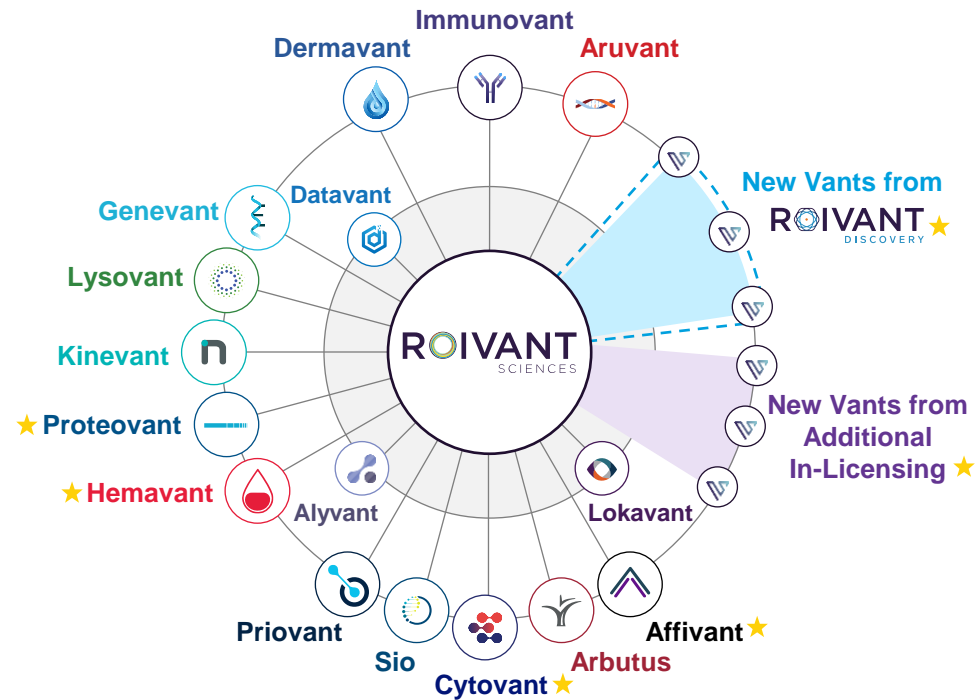 Immunovant
Dermavant
Aruvant
Datavant
New Vants from
ROIVANT
DISCOVERY
Genevant
Lysovant
ROIVANT
SCIENCES
Kinevant
New Vants from
Additional
In-Licensing
Proteovant
Hemavant
Alyvant
Lokavant
Priovant
Affivant
Sio
Arbutus
Cytovant